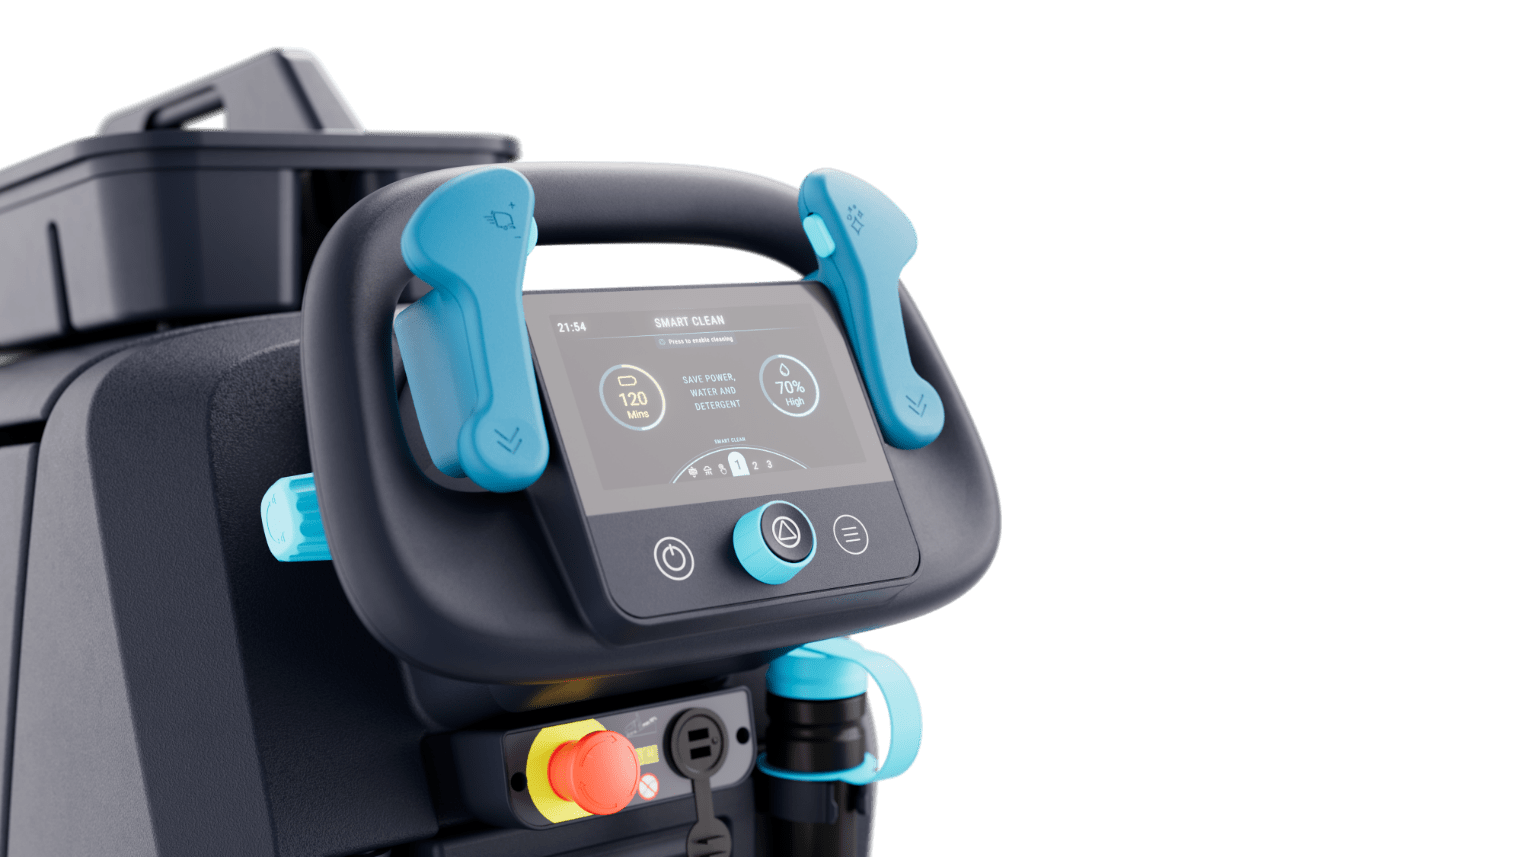 21:54
SMART CLEAN
Press to enable cleaning
120
Mins
SAVE POWER,
WATER AND
DETERGENT
70%
High
SMART CLEAN
1 2 3